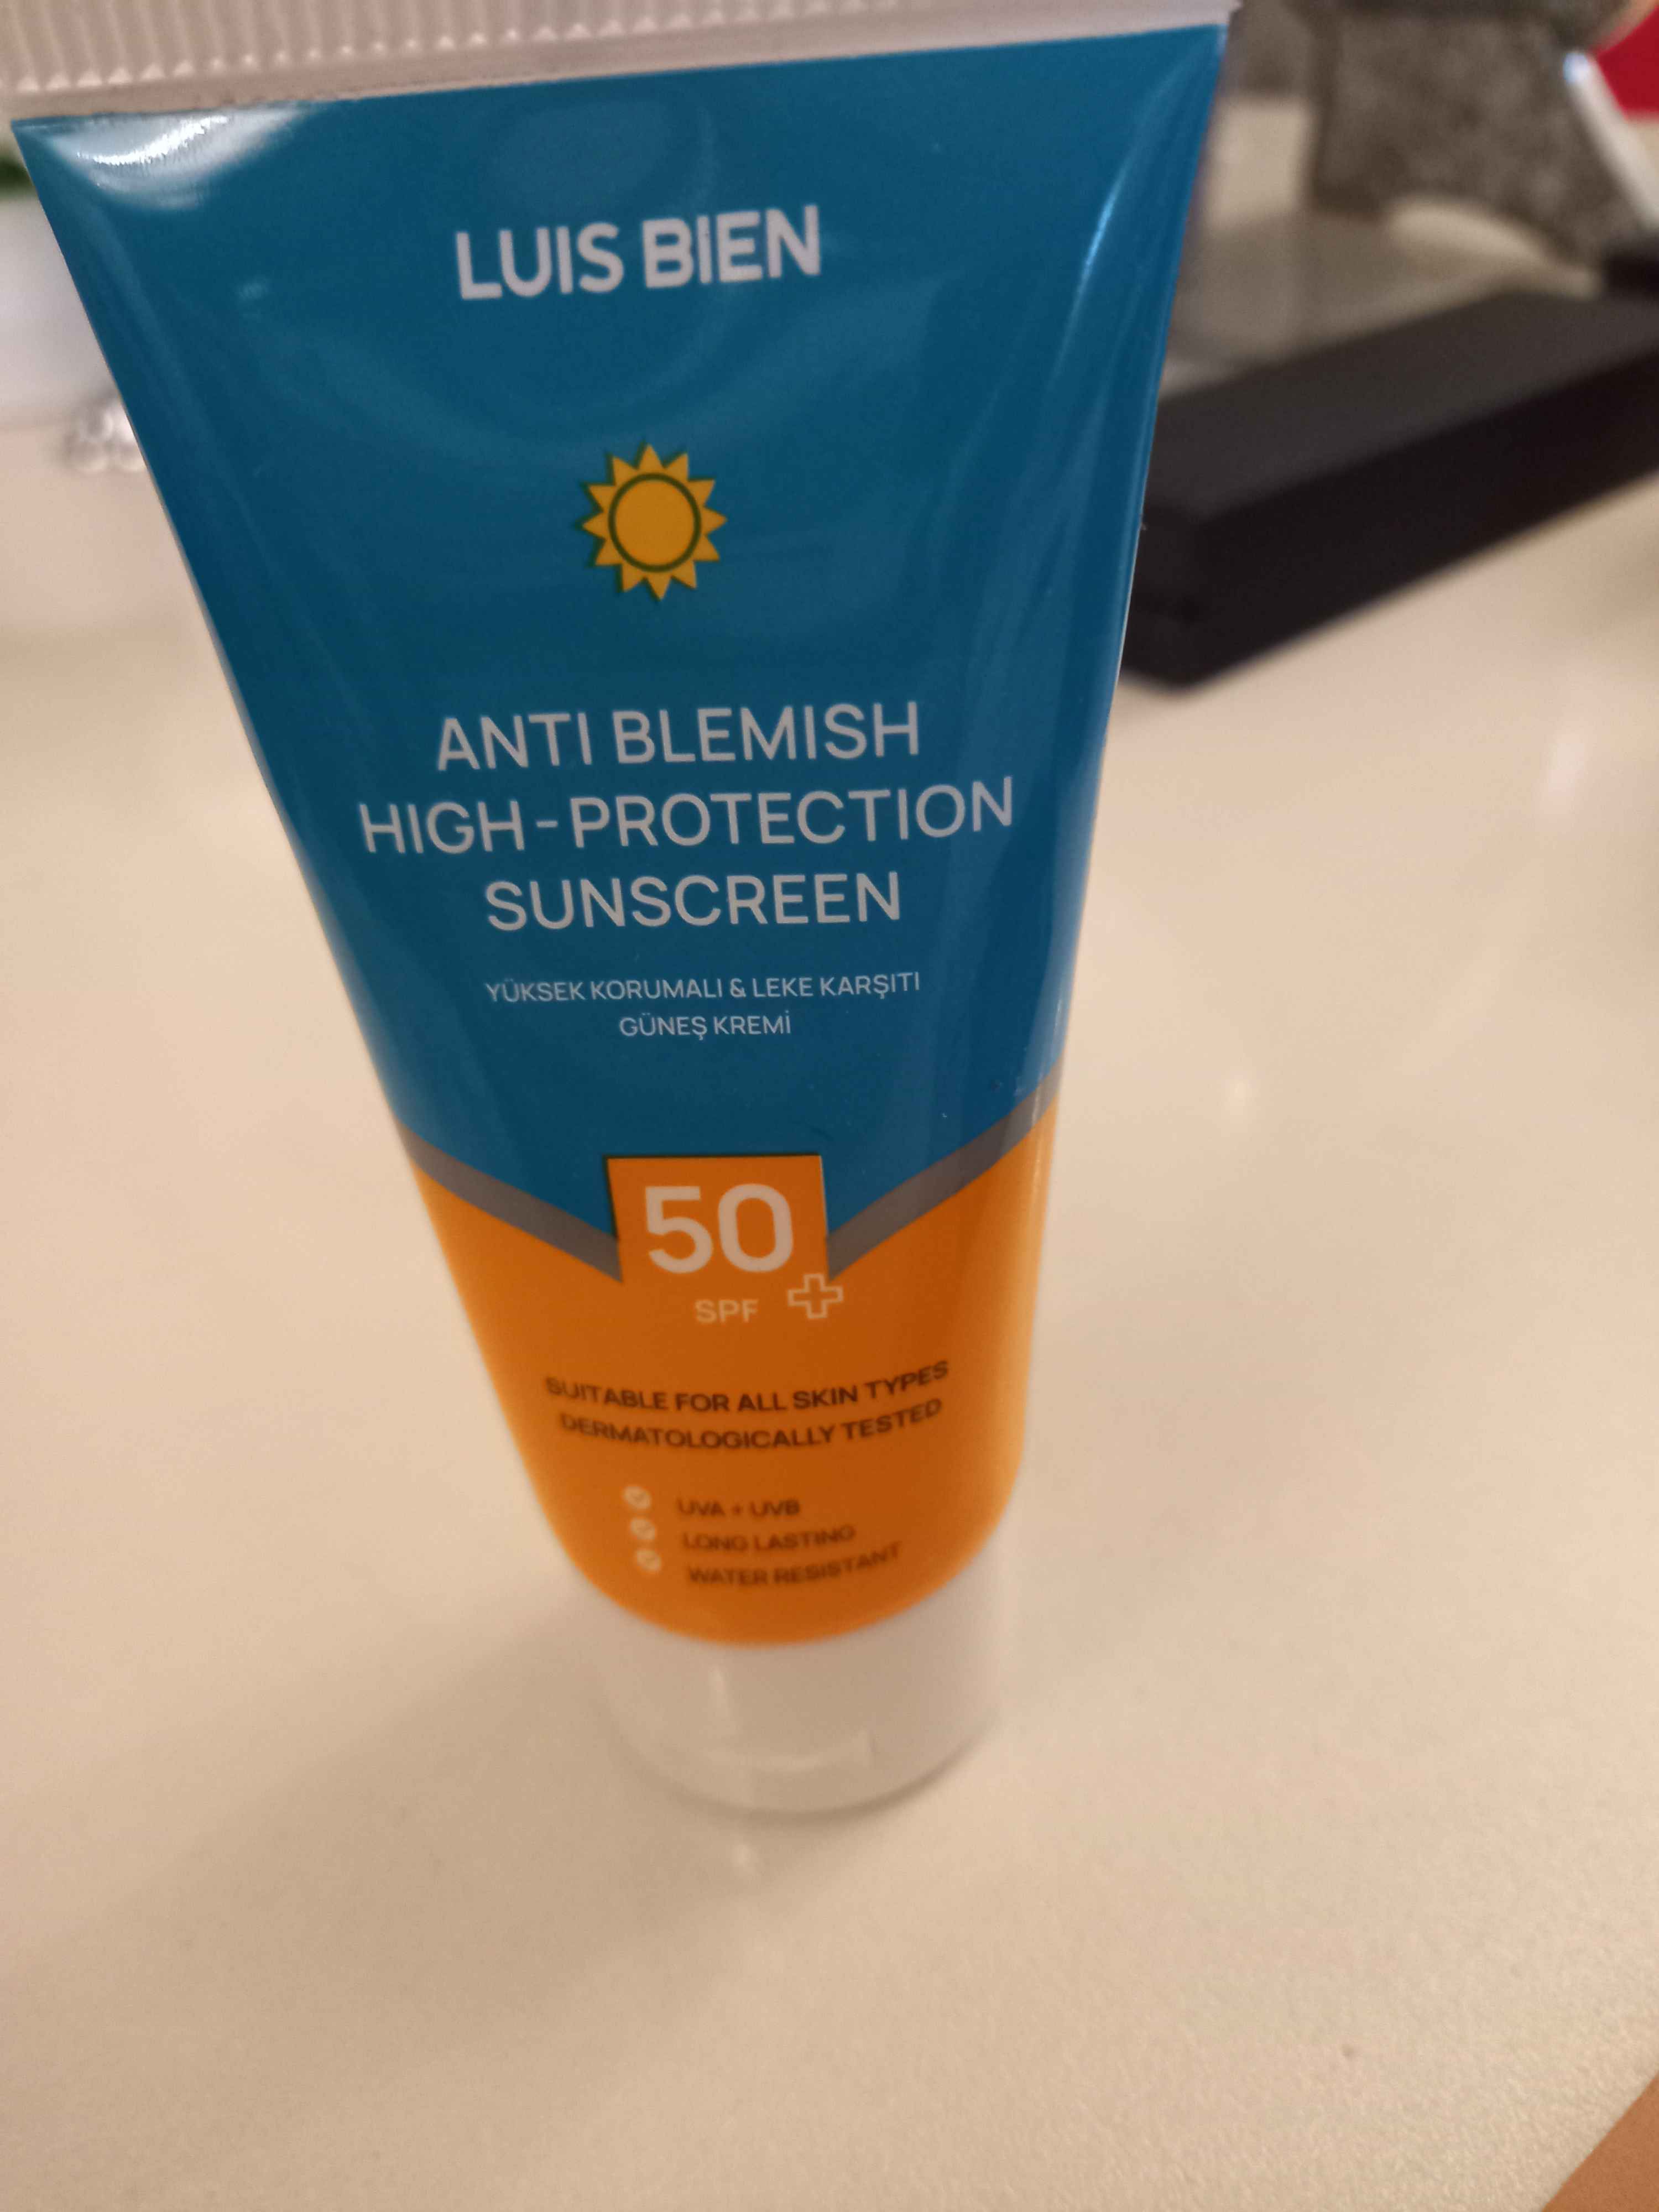 LUIS BIEN
ANTI BLEMISH
HIGH-PROTECTION
SUNSCREEN
YÜKSEK KORUMALI & LEKE KARŞITI
GÜNEŞ KREMİ
50
SPF +
SUITABLE FOR ALL SKIN TYPES
DERMATOLOGICALLY TESTED
UVA + UVB
LONG LASTING
WATER RESISTANT